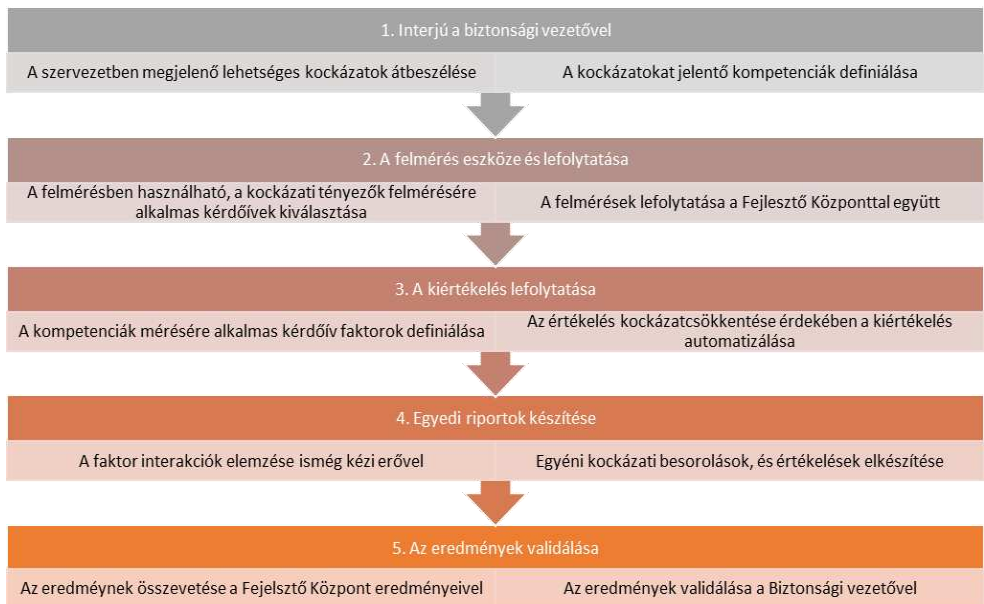 1. Interjú a biztonsági vezetővel
A szervezetben megjelenő lehetséges kockázatok átbeszélése
A kockázatokat jelentő kompetenciák definiálása
2. A felmérés eszköze és lefolytatása
A felmérésben használható, a kockázati tényezők felmérésére
alkalmas kérdőívek kiválasztása
A felmérések lefolytatása a Fejlesztő Központtal együtt
3. A kiértékelés lefolytatása
A kompetenciák mérésére alkalmas kérdőív faktorok definiálása
Az értékelés kockázatcsökkentése érdekében a kiértékelés
automatizálása
4. Egyedi riportok készítése
A faktor interakciók elemzése ismég kézi erővel
Egyéni kockázati besorolások, és értékelések elkészítése
5. Az eredmények validálása
Az eredméynek összevetése a Fejelsztő Központ eredményeivel
Az eredmények validálása a Biztonsági vezetővel